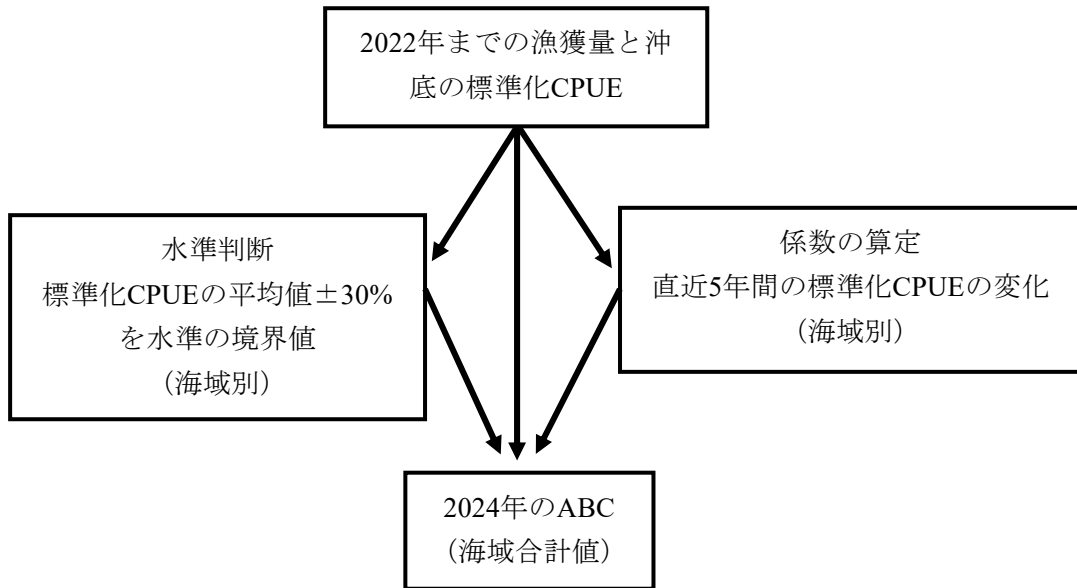 2022年までの漁獲量と沖
底の標準化CPUE
水準判断
標準化CPUEの平均値±30%
を水準の境界値
（海域別）
係数の算定
直近5年間の標準化CPUEの変化
（海域別）
2024年のABC
（海域合計値）